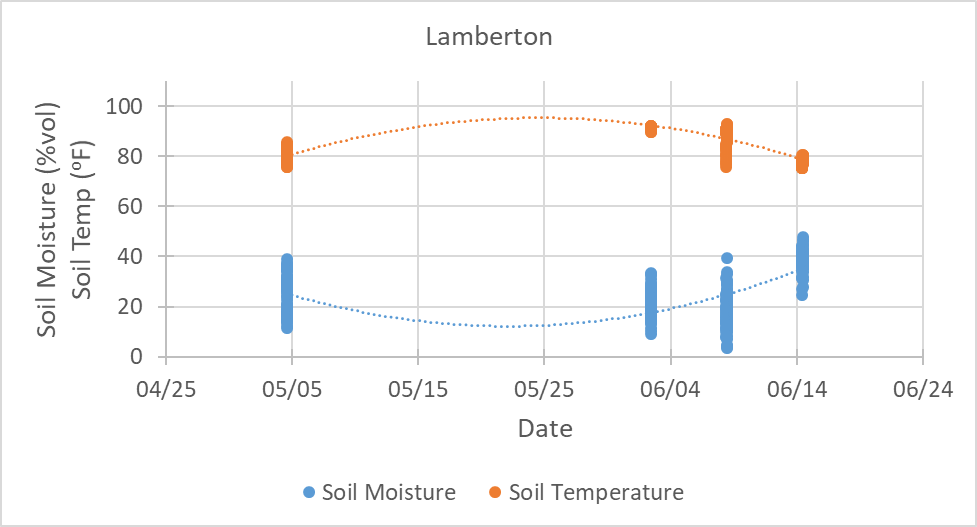 Lamberton
Soil Moisture (%vol)
Soil Temp (ºF)
100
80
60
40
20
0
04/25 05/05 05/15 05/25 06/04 06/14 06/24
Date
Soil Moisture Soil Temperature